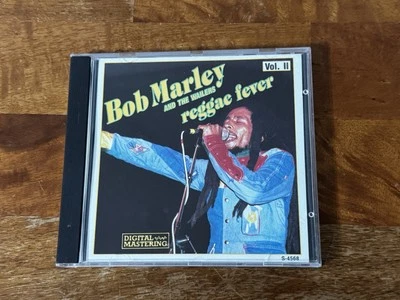 Vol. II
Bob Marley
AND THE WAILERS
reggae fever
DIGITAL
MASTERING
S-4568